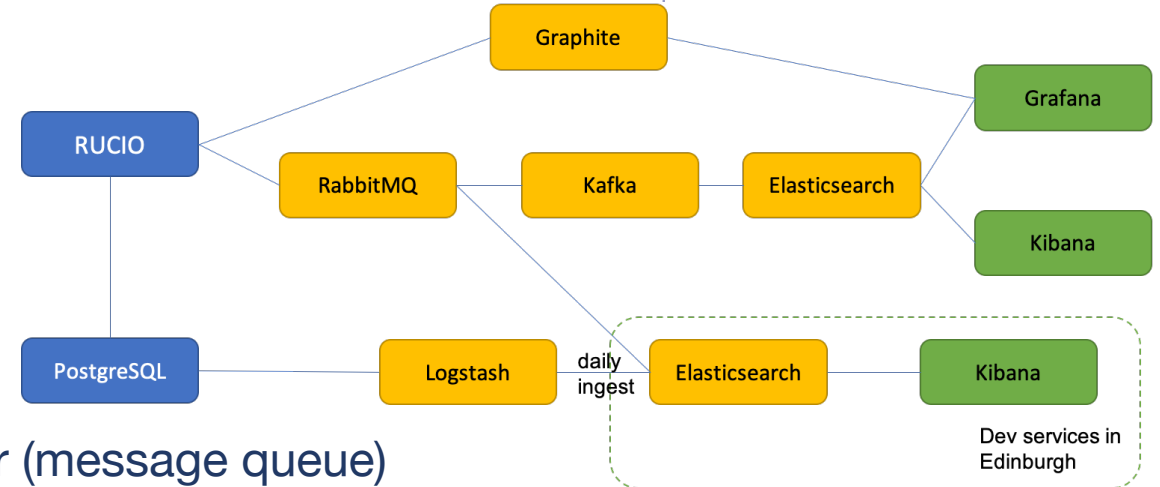 Graphite
Grafana
RUCIO
RabbitMQ
Kafka
Elasticsearch
Kibana
PostgreSQL
Logstash
daily
ingest
Elasticsearch
Kibana
Dev services in
Edinburgh
(message queue)